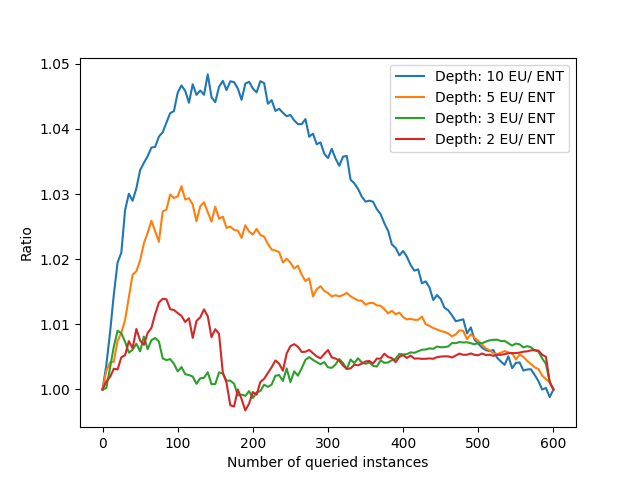 1.05
1.04
1.03
1.02
1.01
1.00
Ratio
Depth: 10 EU/ ENT
Depth: 5 EU/ ENT
Depth: 3 EU/ ENT
Depth: 2 EU/ ENT
0 100 200 300 400 500 600
Number of queried instances